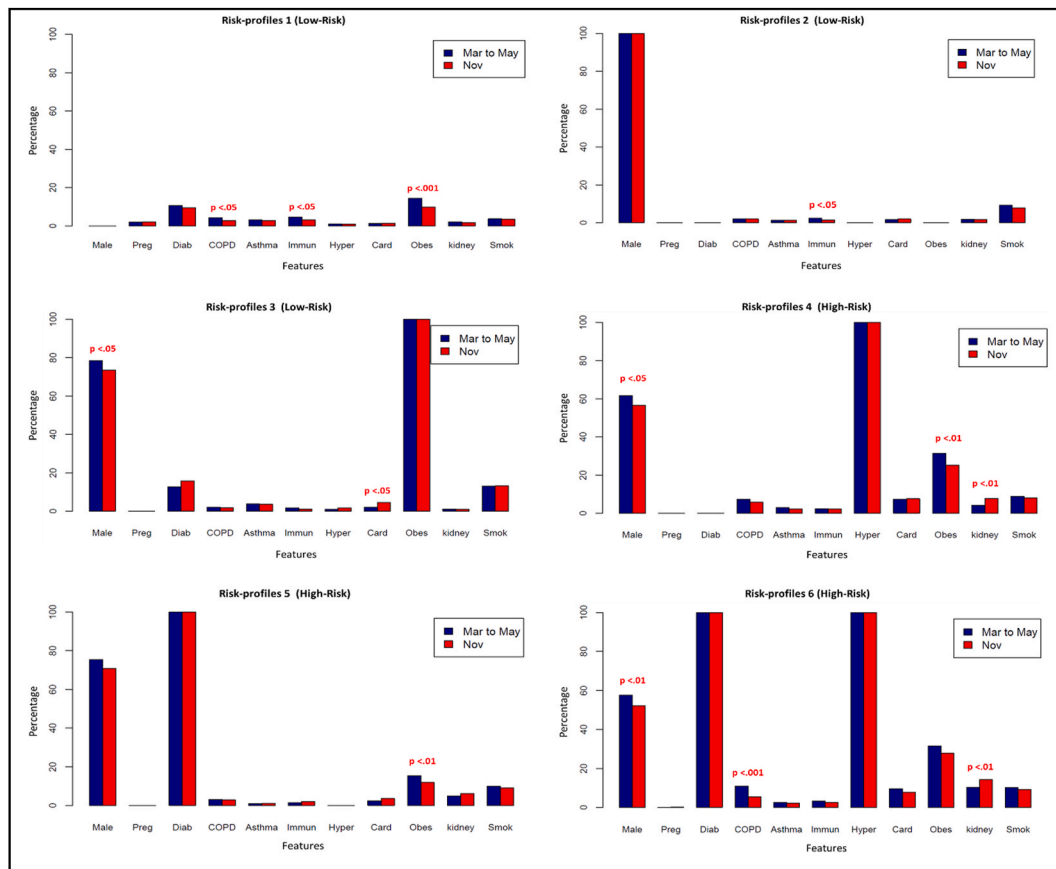 Risk-profiles 1 (Low-Risk)
Percentage
0 20 40 60 80 100
Mar to May
Nov
p <.05
p <.05
p <.001
Male Preg Diab COPD Asthma Immun Hyper Card Obes kidney Smok
Features
Risk-profiles 2 (Low-Risk)
Percentage
0 20 40 60 80 100
Mar to May
Nov
p <.05
Male Preg Diab COPD Asthma Immun Hyper Card Obes kidney Smok
Features
Risk-profiles 3 (Low-Risk)
Percentage
0 20 40 60 80 100
Mar to May
Nov
p <.05
p <.05
Male Preg Diab COPD Asthma Immun Hyper Card Obes kidney Smok
Features
Risk-profiles 4 (High-Risk)
Percentage
0 20 40 60 80 100
Mar to May
Nov
p <.05
p <.01
p <.01
Male Preg Diab COPD Asthma Immun Hyper Card Obes kidney Smok
Features
Risk-profiles 5 (High-Risk)
Percentage
0 20 40 60 80 100
Mar to May
Nov
p <.01
Male Preg Diab COPD Asthma Immun Hyper Card Obes kidney Smok
Features
Risk-profiles 6 (High-Risk)
Percentage
0 20 40 60 80 100
Mar to May
Nov
p <.01
p <.001
p <.01
Male Preg Diab COPD Asthma Immun Hyper Card Obes kidney Smok
Features